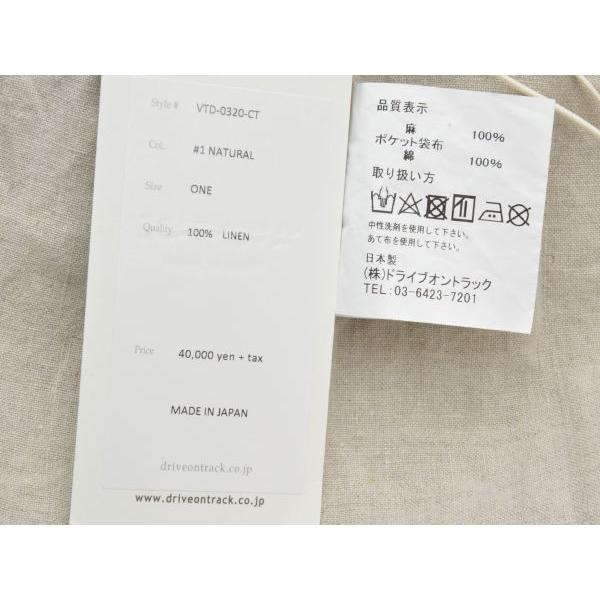 Style # VTD-0320-CT
Col. #1 NATURAL
Size ONE
Quality 100% LINEN
Price 40,000 yen + tax
MADE IN JAPAN
driveontrack.co.jp
www.driveontrack.co.jp
品質表示
麻 100%
ポケット袋布
綿 100%
取り扱い方
中性洗剤を使用して下さい。
あて布を使用して下さい。
日本製
(株)ドライブオントラック
TEL:03-6423-7201